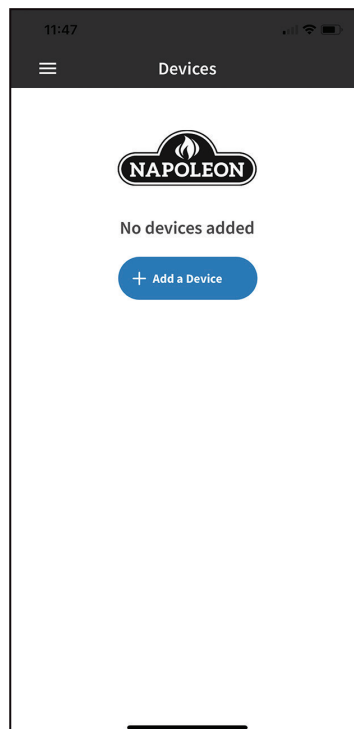 11:47
Devices
NAPOLEON
No devices added
+ Add a Device